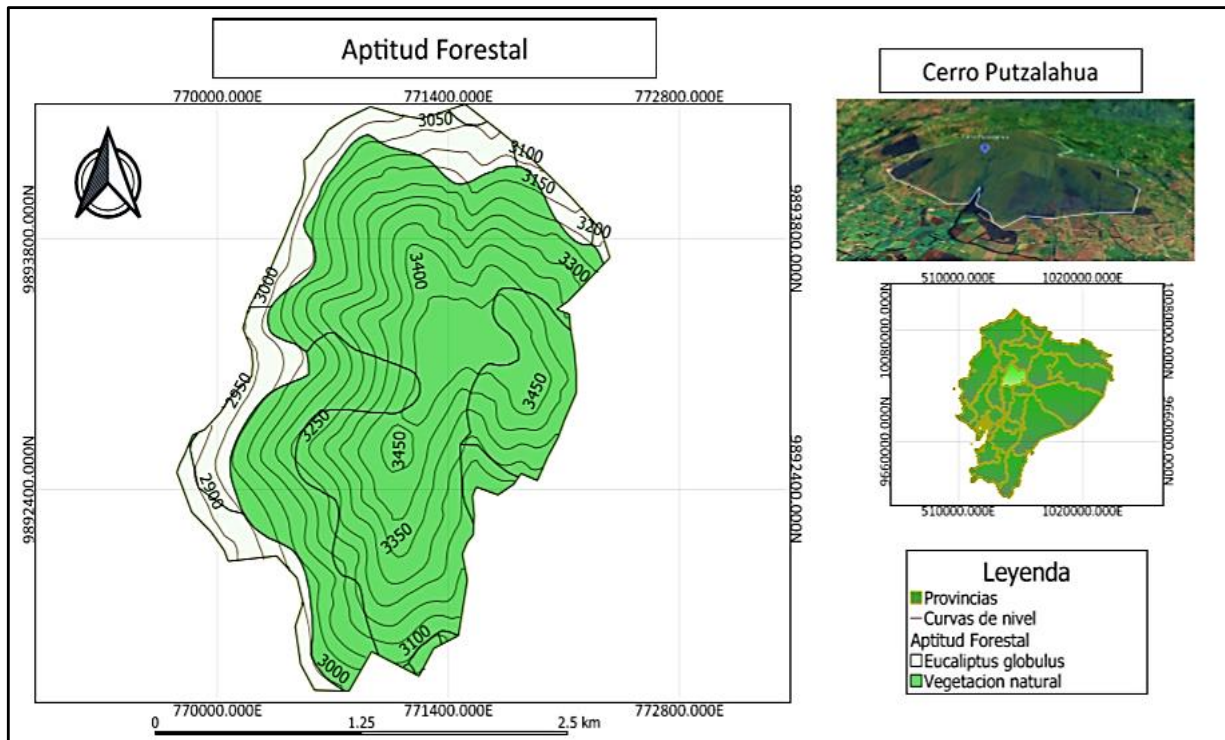 Aptitud Forestal
770000.000E 771400.000E 772800.000E
9893800.000N
9892400.000N
3050
3100
3150
3200
3300
3400
3000
2950
3250
3450
3450
2900
3350
3100
3000
9893800.000N
9892400.000N
770000.000E 771400.000E 772800.000E
0 1.25 2.5 km
Cerro Putzalahua
510000.000E 1020000.000E
10080000.000N
9660000.000N
10080000.000N
9660000.000N
510000.000E 1020000.000E
Leyenda
Provincias
Curvas de nivel
Aptitud Forestal
Eucaliptus globulus
Vegetacion natural